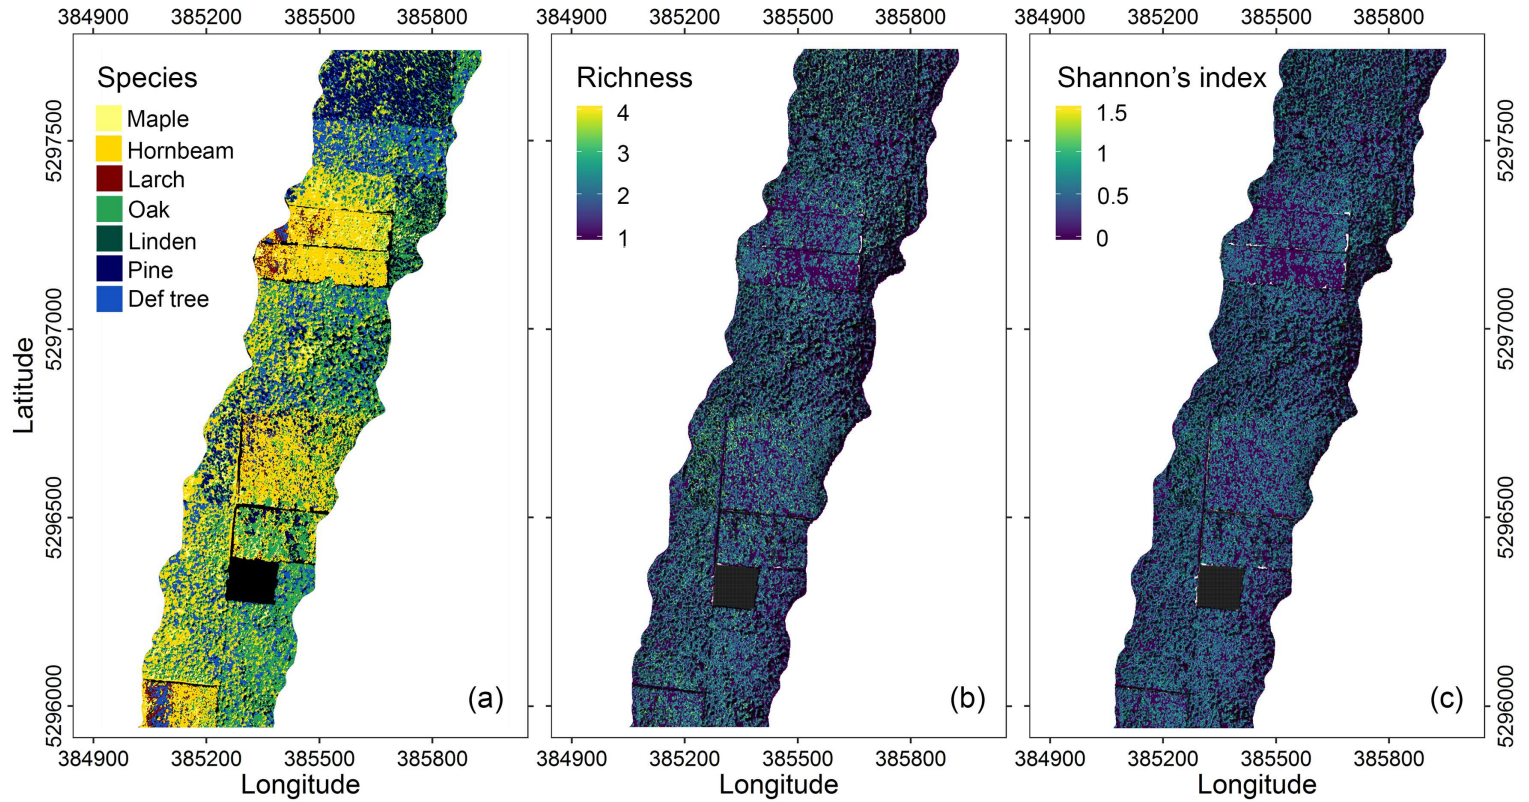 384900 385200 385500 385800 384900 385200 385500 385800 384900 385200 385500 385800
Species
Maple
Hornbeam
Larch
Oak
Linden
Pine
Def tree
Richness
4
3
2
1
Shannon's index
1.5
1
0.5
0
5297500
5297000
5296500
5296000
Latitude
(a)
(b)
(c)
5297500
5297000
5296500
5296000
384900 385200 385500 385800 384900 385200 385500 385800 384900 385200 385500 385800
Longitude Longitude Longitude